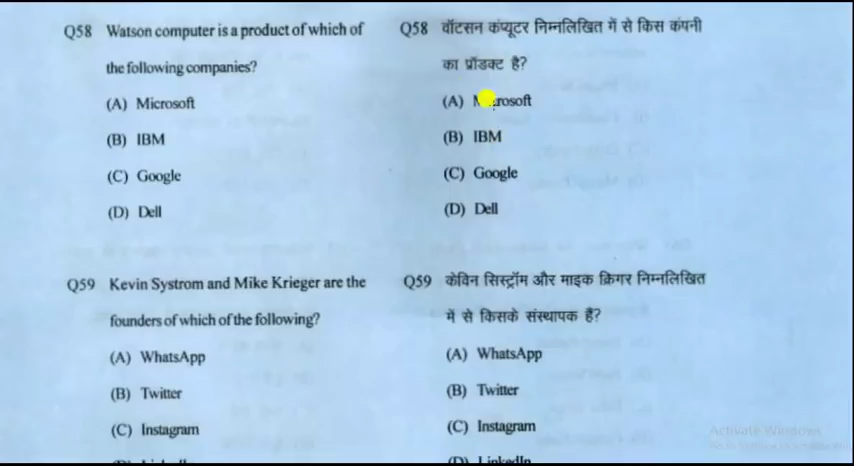 Q58 Watson computer is a product of which of
the following companies?
(A) Microsoft
(B) IBM
(C) Google
(D) Dell
Q59 Kevin Systrom and Mike Krieger are the
founders of which of the following?
(A) WhatsApp
(B) Twitter
(C) Instagram
Q58 वॉटसन कंप्यूटर निम्नलिखित में से किस कंपनी
का प्रॉडक्ट है?
(A) rosoft
(B) IBM
(C) Google
(D) Dell
Q59 केविन सिस्ट्रॉम और माइक क्रिगर निम्नलिखित
में से किसके संस्थापक हैं?
(A) WhatsApp
(B) Twitter
(C) Instagram
(D) LinkedIn
Activate Windows